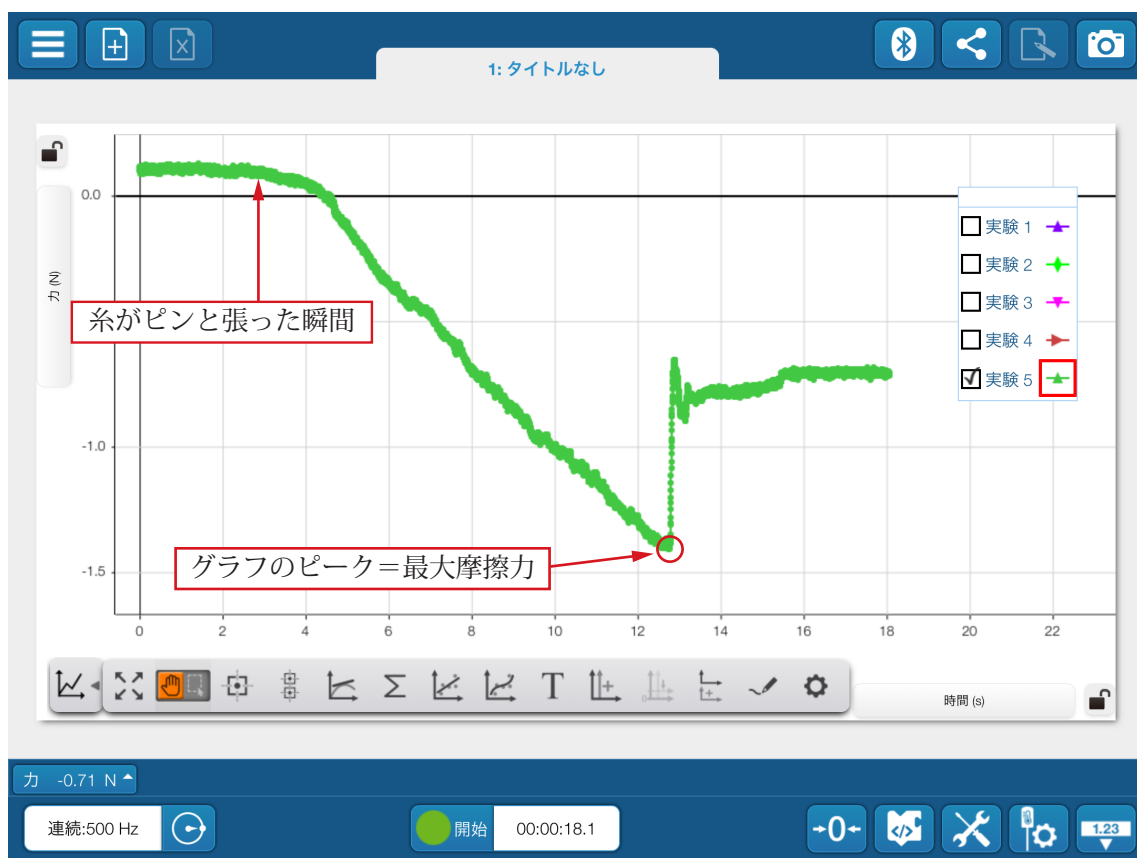 1: タイトルなし
0.0
力 (N)
糸がピンと張った瞬間
実験 1
実験 2
実験 3
実験 4
実験 5
-1.0
グラフのピーク＝最大摩擦力
-1.5
0 2 4 6 8 10 12 14 16 18 20 22
Σ
T
時間 (s)
力 -0.71 N
連続:500 Hz
開始
00:00:18.1
→0←
</>
1.23